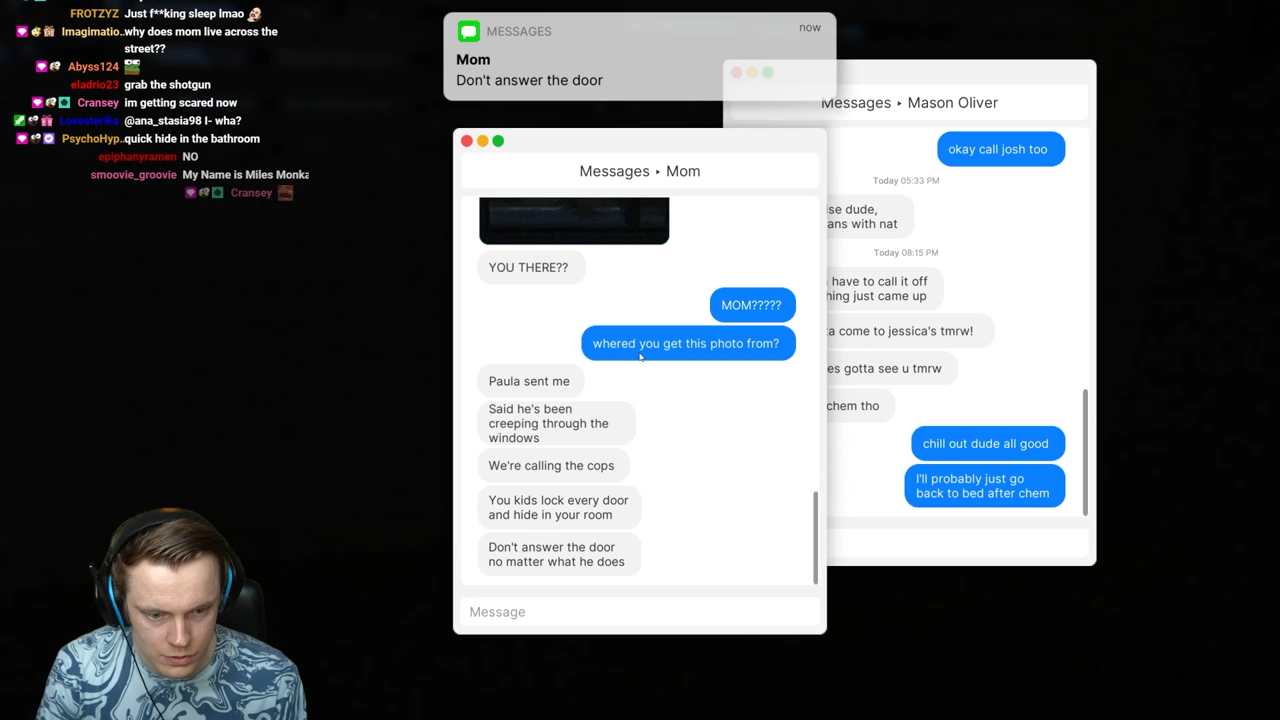 FROTZYZ Just f**king sleep lmao
Imaginatio.. why does mom live across the
street??
Abyss124
eladrio23 grab the shotgun
Cransey im getting scared now
Lovesterika @ana_stasia98 I- wha?
PsychoHyp.. quick hide in the bathroom
epiphanyramen NO
smoovie_groovie My Name is Miles Monka
Cransey
MESSAGES
now
Mom
Don't answer the door
Messages ‣ Mom
YOU THERE??
MOM?????
whered you get this photo from?
Paula sent me
Said he's been
creeping through the
windows
We're calling the cops
You kids lock every door
and hide in your room
Don't answer the door
no matter what he does
Message
Messages ‣ Mason Oliver
okay call josh too
Today 05:33 PM
ise dude,
ans with nat
Today 08:15 PM
have to call it off
hing just came up
ta come to jessica's tmrw!
es gotta see u tmrw
chem tho
chill out dude all good
I'll probably just go
back to bed after chem